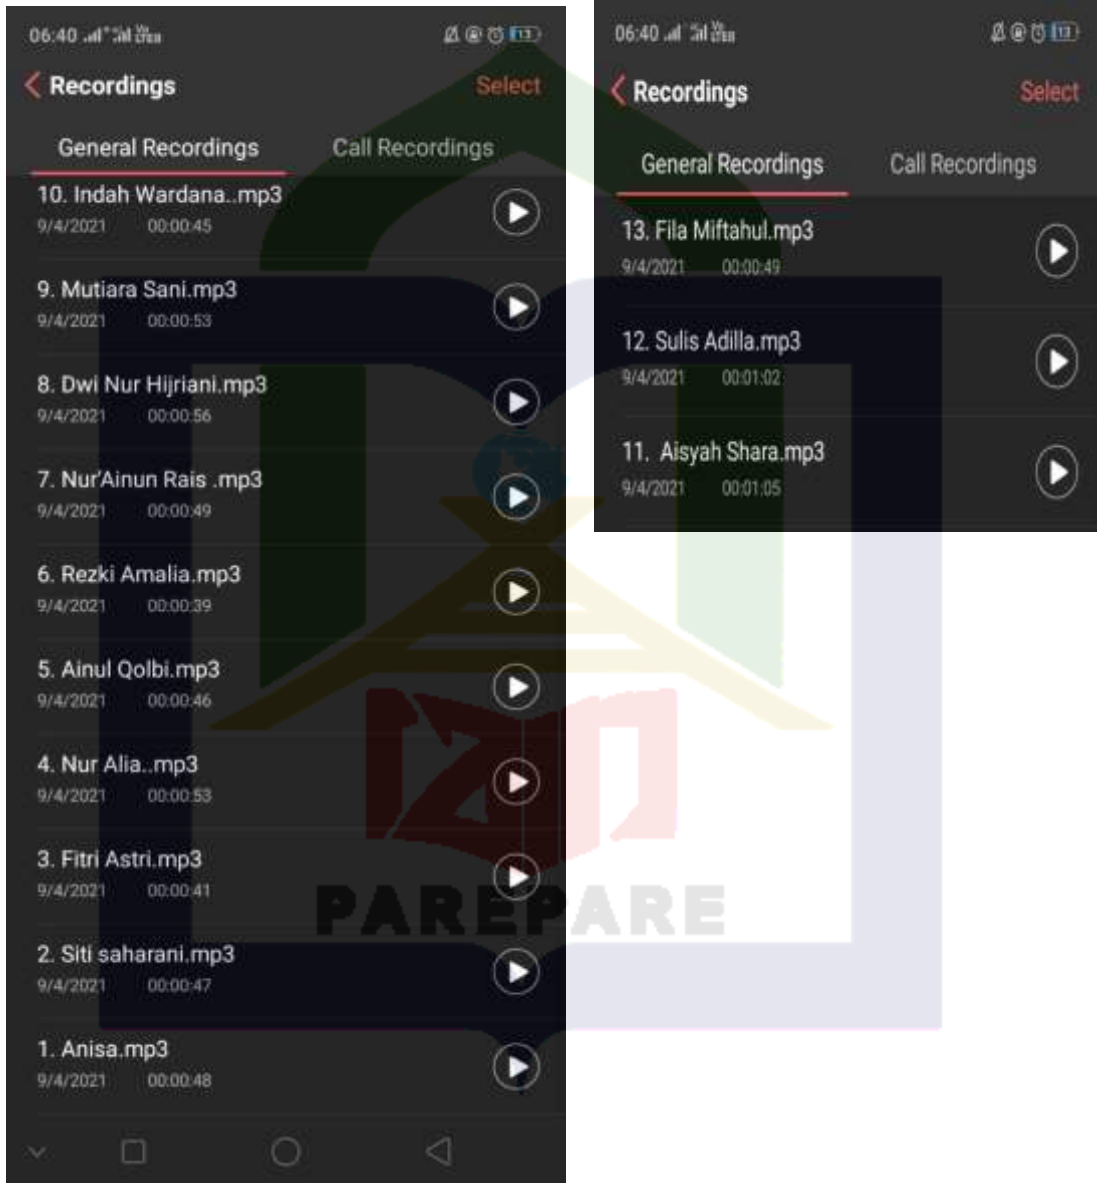 06:40
Recordings
Select
General Recordings
Call Recordings
10. Indah Wardana..mp3
9/4/2021 00:00:45
9. Mutiara Sani.mp3
9/4/2021 00:00:53
8. Dwi Nur Hijriani.mp3
9/4/2021 00:00:56
7. Nur'Ainun Rais .mp3
9/4/2021 00:00:49
6. Rezki Amalia.mp3
9/4/2021 00:00:39
5. Ainul Qolbi.mp3
9/4/2021 00:00:46
4. Nur Alia..mp3
9/4/2021 00:00:53
3. Fitri Astri.mp3
9/4/2021 00:00:41
2. Siti saharani.mp3
9/4/2021 00:00:47
1. Anisa.mp3
9/4/2021 00:00:48
06:40
Recordings
Select
General Recordings
Call Recordings
13. Fila Miftahul.mp3
9/4/2021 00:00:49
12. Sulis Adilla.mp3
9/4/2021 00:01:02
11. Aisyah Shara.mp3
9/4/2021 00:01:05
PAREPARE